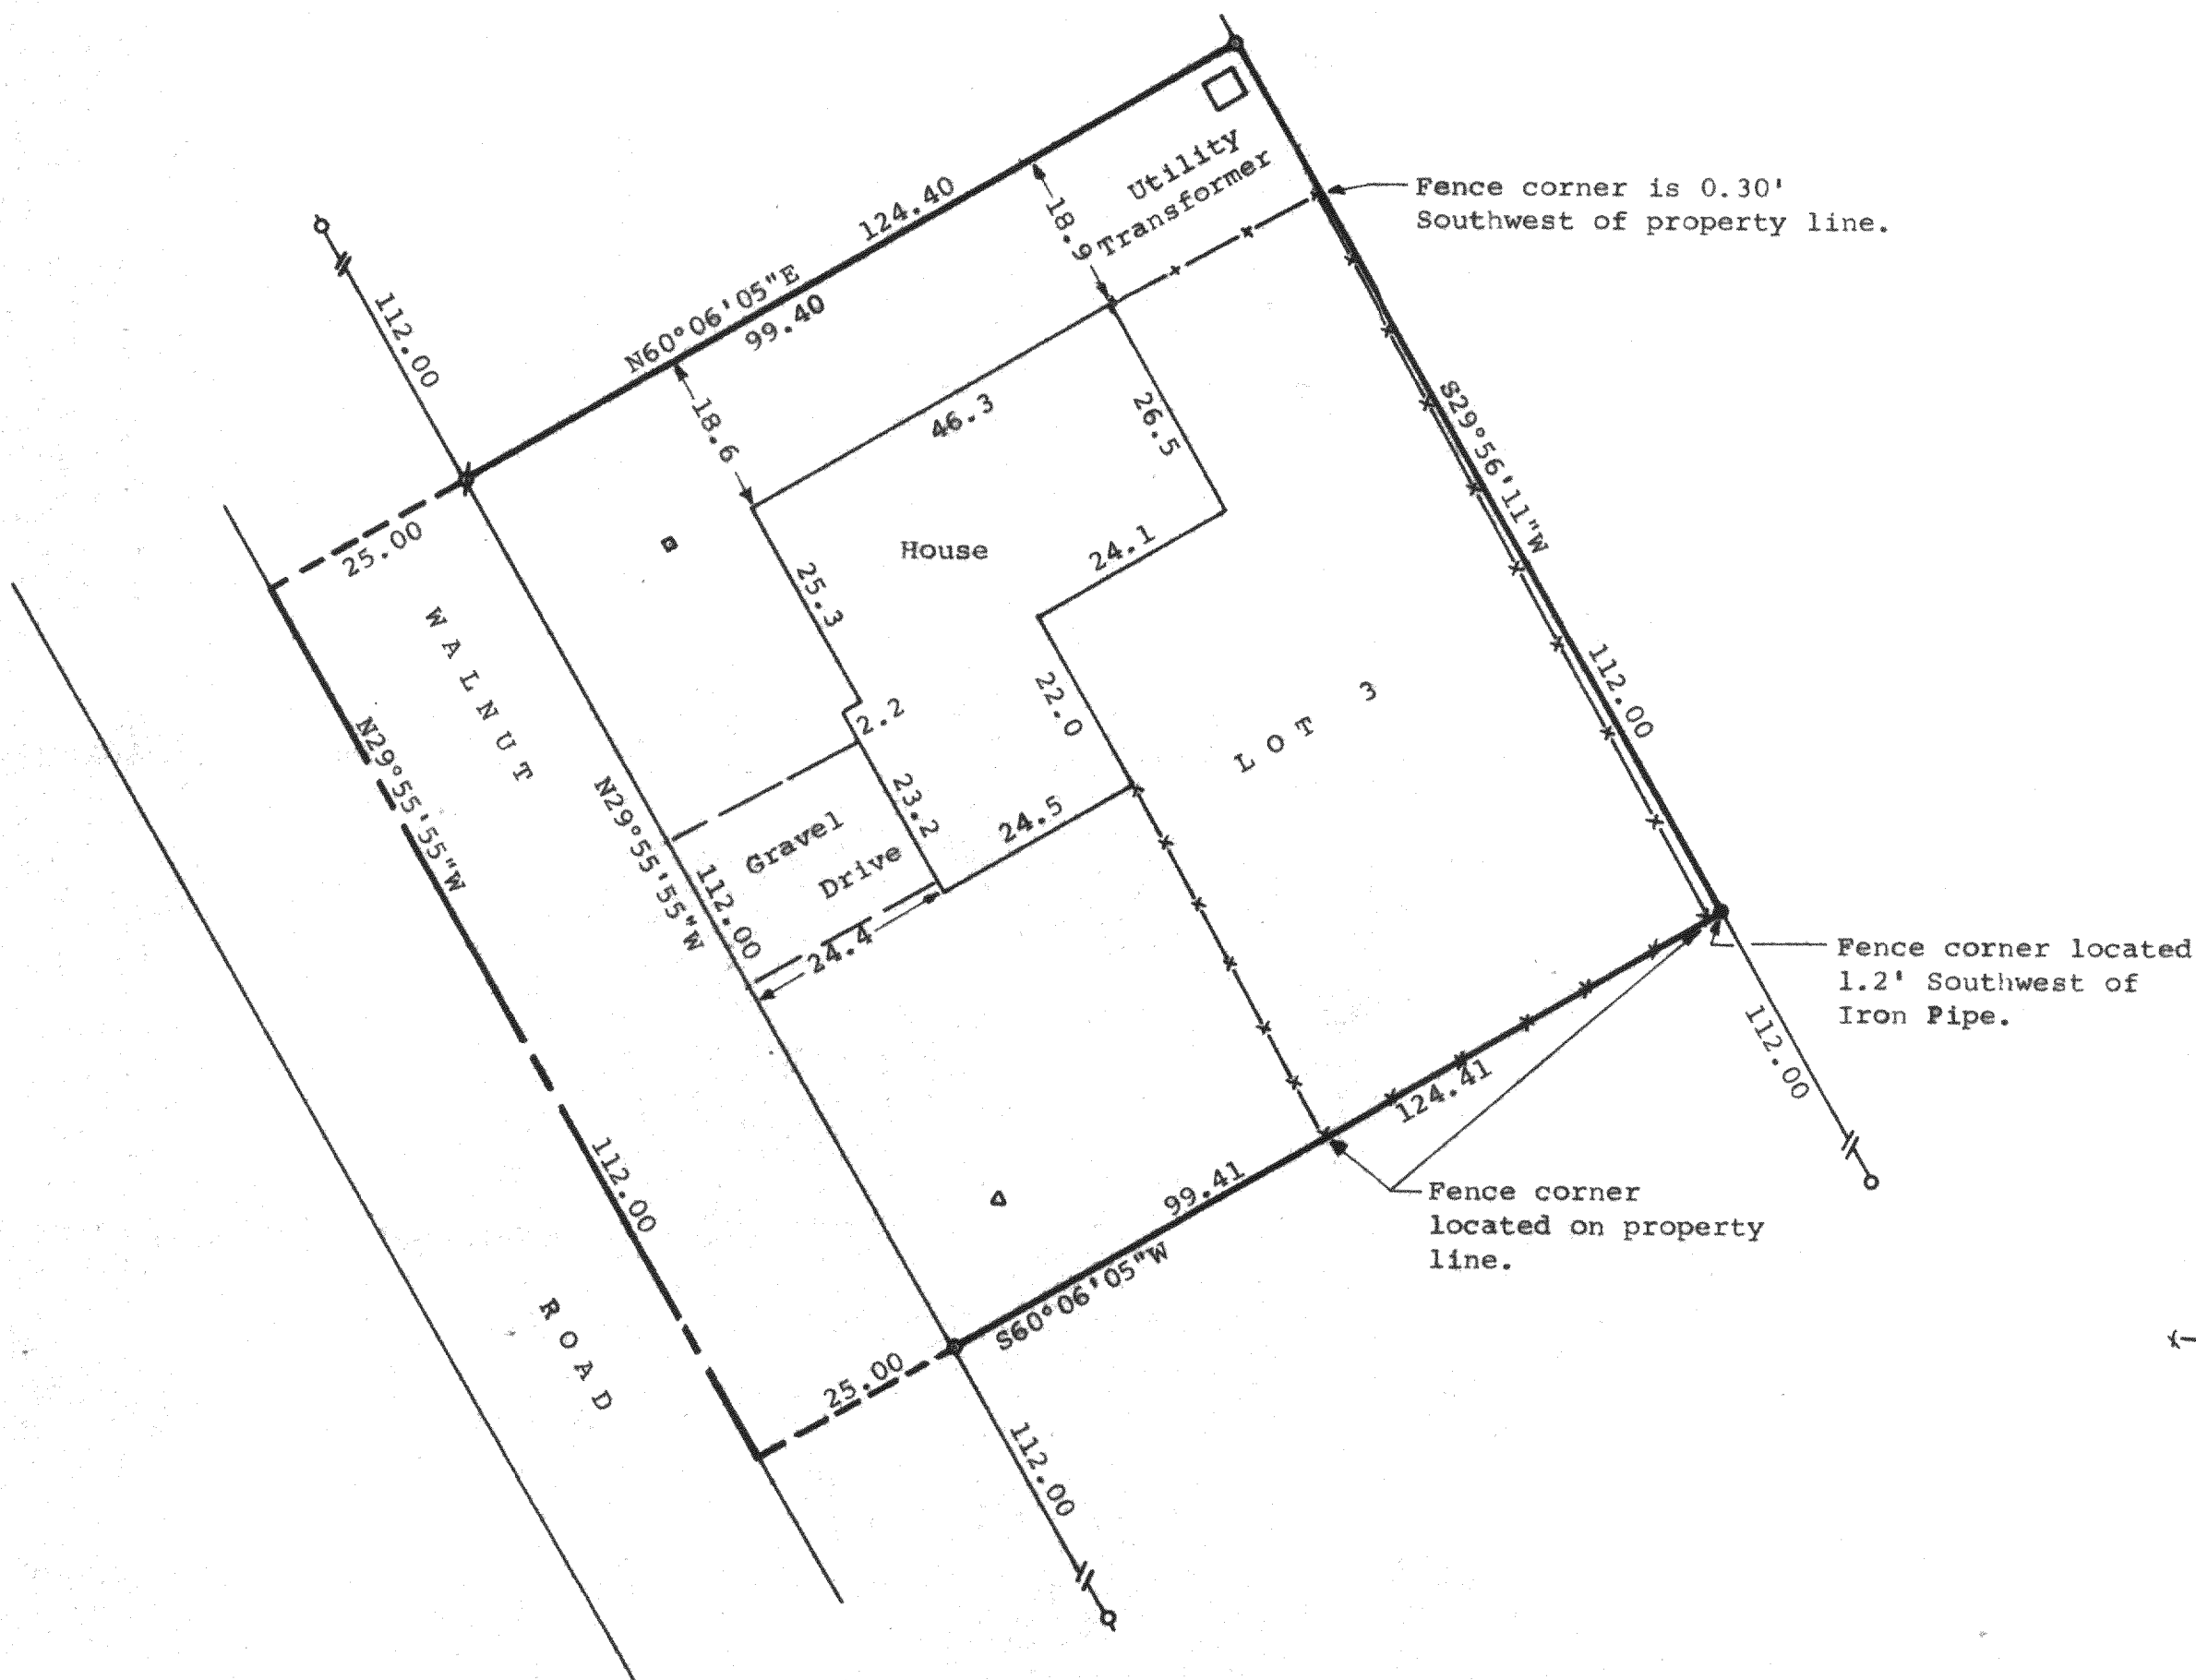 Utility
Transformer
Fence corner is 0.30'
Southwest of property line.
124.40
N60°06'05"E
99.40
18.9
112.00
18.6
46.3
26.5
S29°56'11"W
25.00
House
24.1
25.3
WALNUT
2.2
22.0
LOT 3
112.00
N29°55'55"W
N29°55'55"W
23.2
24.5
Gravel
Drive
112.00
24.4
Fence corner located
1.2' Southwest of
Iron Pipe.
112.00
124.41
112.00
99.41
Fence corner
located on property
line.
S60°06'05"W
ROAD
25.00
112.00